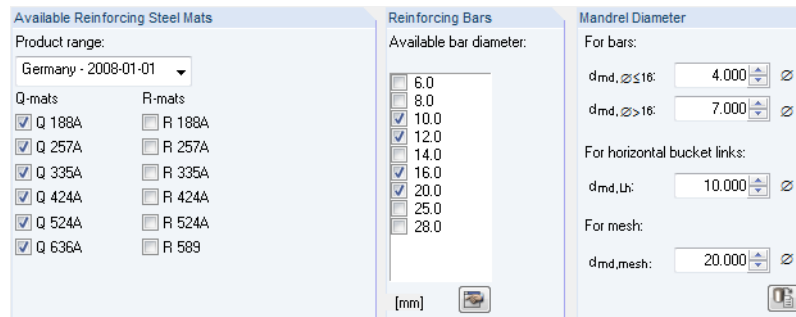 Available Reinforcing Steel Mats
Product range:
Germany - 2008-01-01
Q-mats R-mats
Q 188A R 188A
Q 257A R 257A
Q 335A R 335A
Q 424A R 424A
Q 524A R 524A
Q 636A R 589
Reinforcing Bars
Available bar diameter:
6.0
8.0
10.0
12.0
14.0
16.0
20.0
25.0
28.0
[mm]
Mandrel Diameter
For bars:
dmd,∅≤16: 4.000 ∅
dmd,∅>16: 7.000 ∅
For horizontal bucket links:
dmd,Lh: 10.000 ∅
For mesh:
dmd,mesh: 20.000 ∅